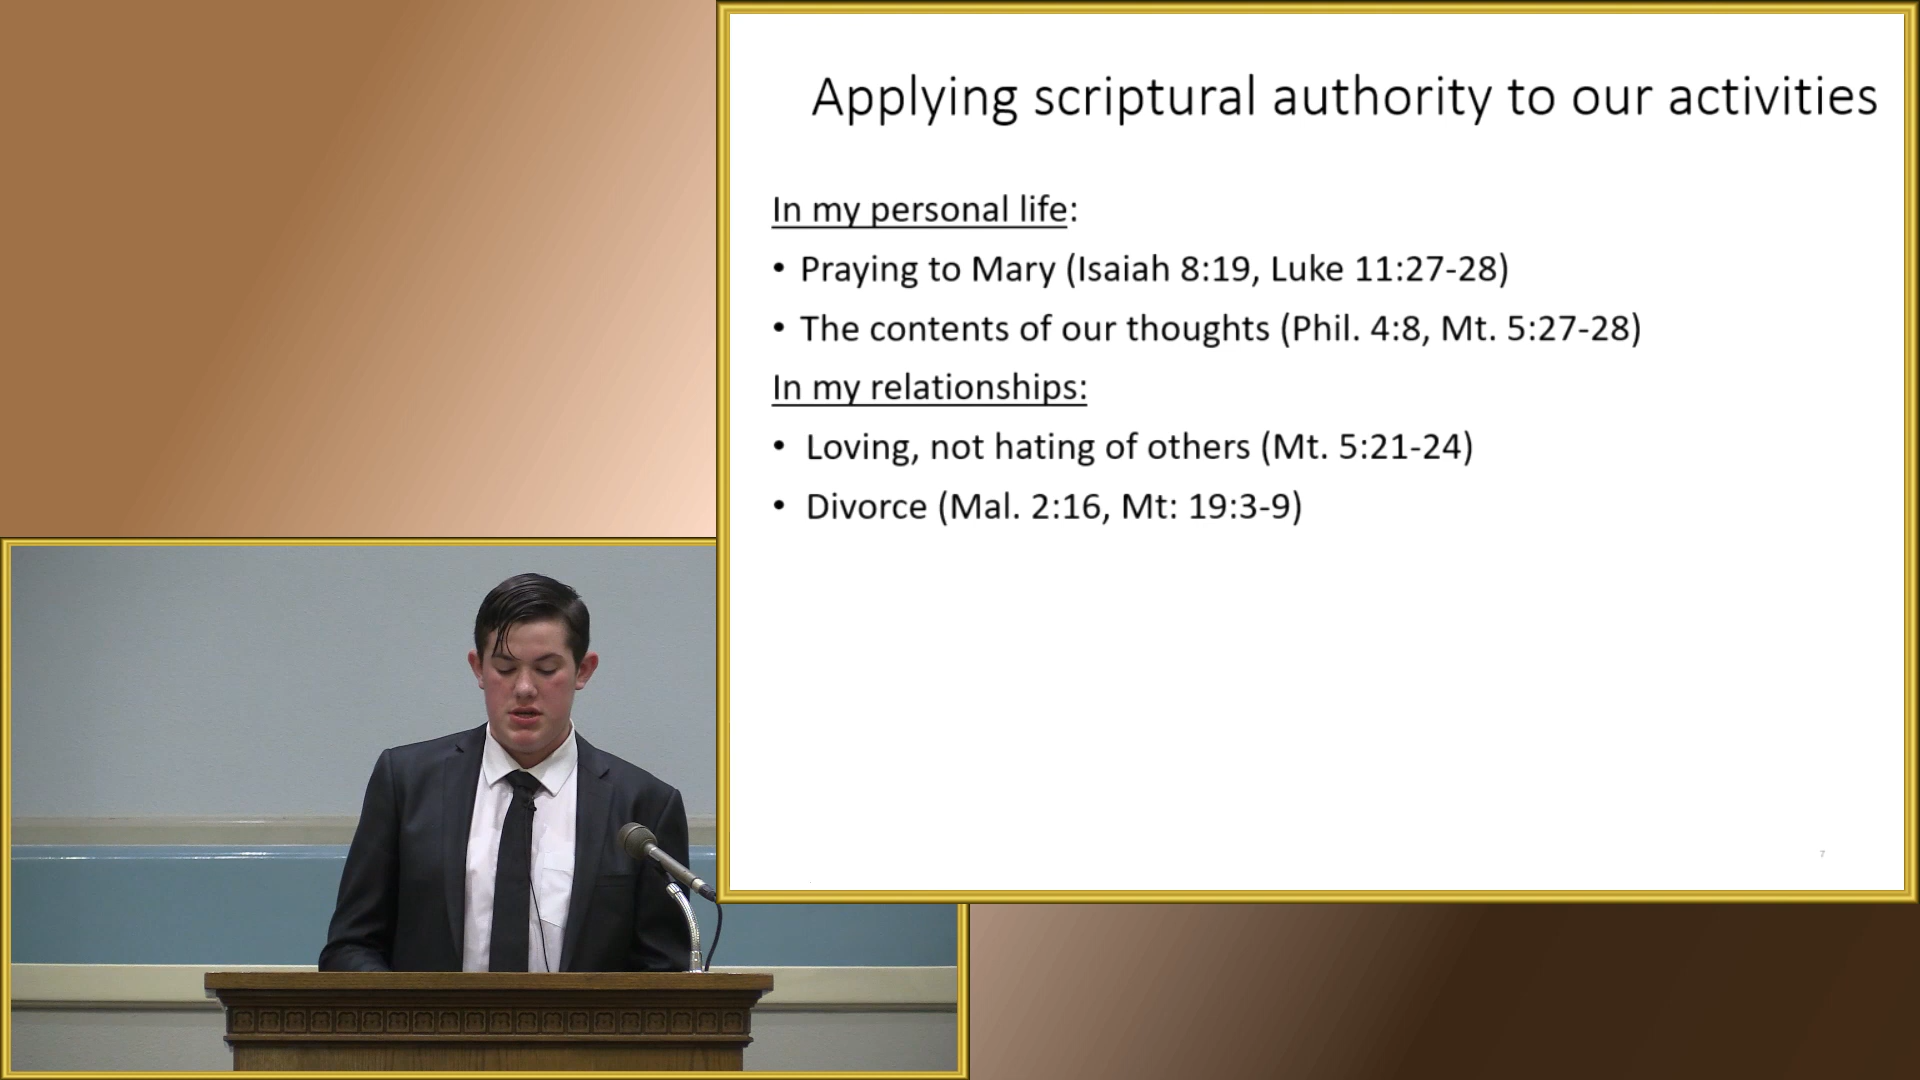 Applying scriptural authority to our activities
In my personal life:
• Praying to Mary (Isaiah 8:19, Luke 11:27-28)
• The contents of our thoughts (Phil. 4:8, Mt. 5:27-28)
In my relationships:
• Loving, not hating of others (Mt. 5:21-24)
• Divorce (Mal. 2:16, Mt: 19:3-9)
7